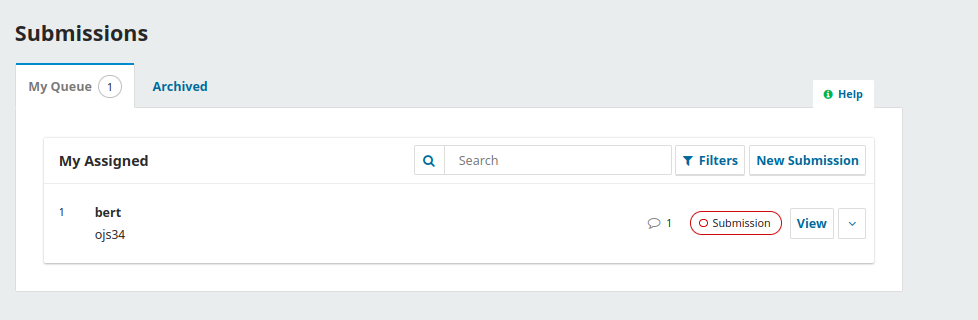 Submissions
My Queue 1 Archived
Help
My Assigned Search Filters New Submission
1 bert
ojs34
1 Submission View